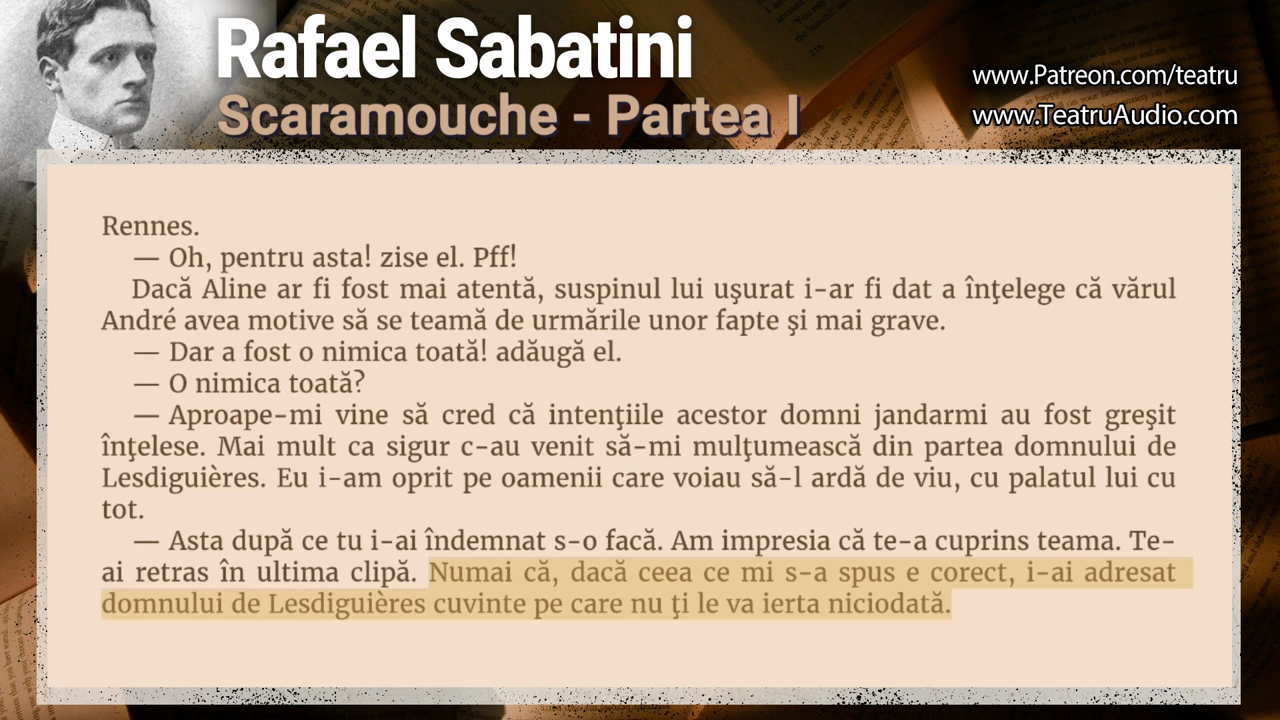 Rafael Sabatini
Scaramouche - Partea I
www.Patreon.com/teatru
www.TeatruAudio.com
Rennes.
— Oh, pentru asta! zise el. Pff!
Dacă Aline ar fi fost mai atentă, suspinul lui uşurat i-ar fi dat a înţelege că vărul
André avea motive să se teamă de urmările unor fapte şi mai grave.
— Dar a fost o nimica toată! adăugă el.
— O nimica toată?
— Aproape-mi vine să cred că intenţiile acestor domni jandarmi au fost greşit
înţelese. Mai mult ca sigur c-au venit să-mi mulţumească din partea domnului de
Lesdiguières. Eu i-am oprit pe oamenii care voiau să-l ardă de viu, cu palatul lui cu
tot.
— Asta după ce tu i-ai îndemnat s-o facă. Am impresia că te-a cuprins teama. Te-
ai retras în ultima clipă. Numai că, dacă ceea ce mi s-a spus e corect, i-ai adresat
domnului de Lesdiguières cuvinte pe care nu ţi le va ierta niciodată.